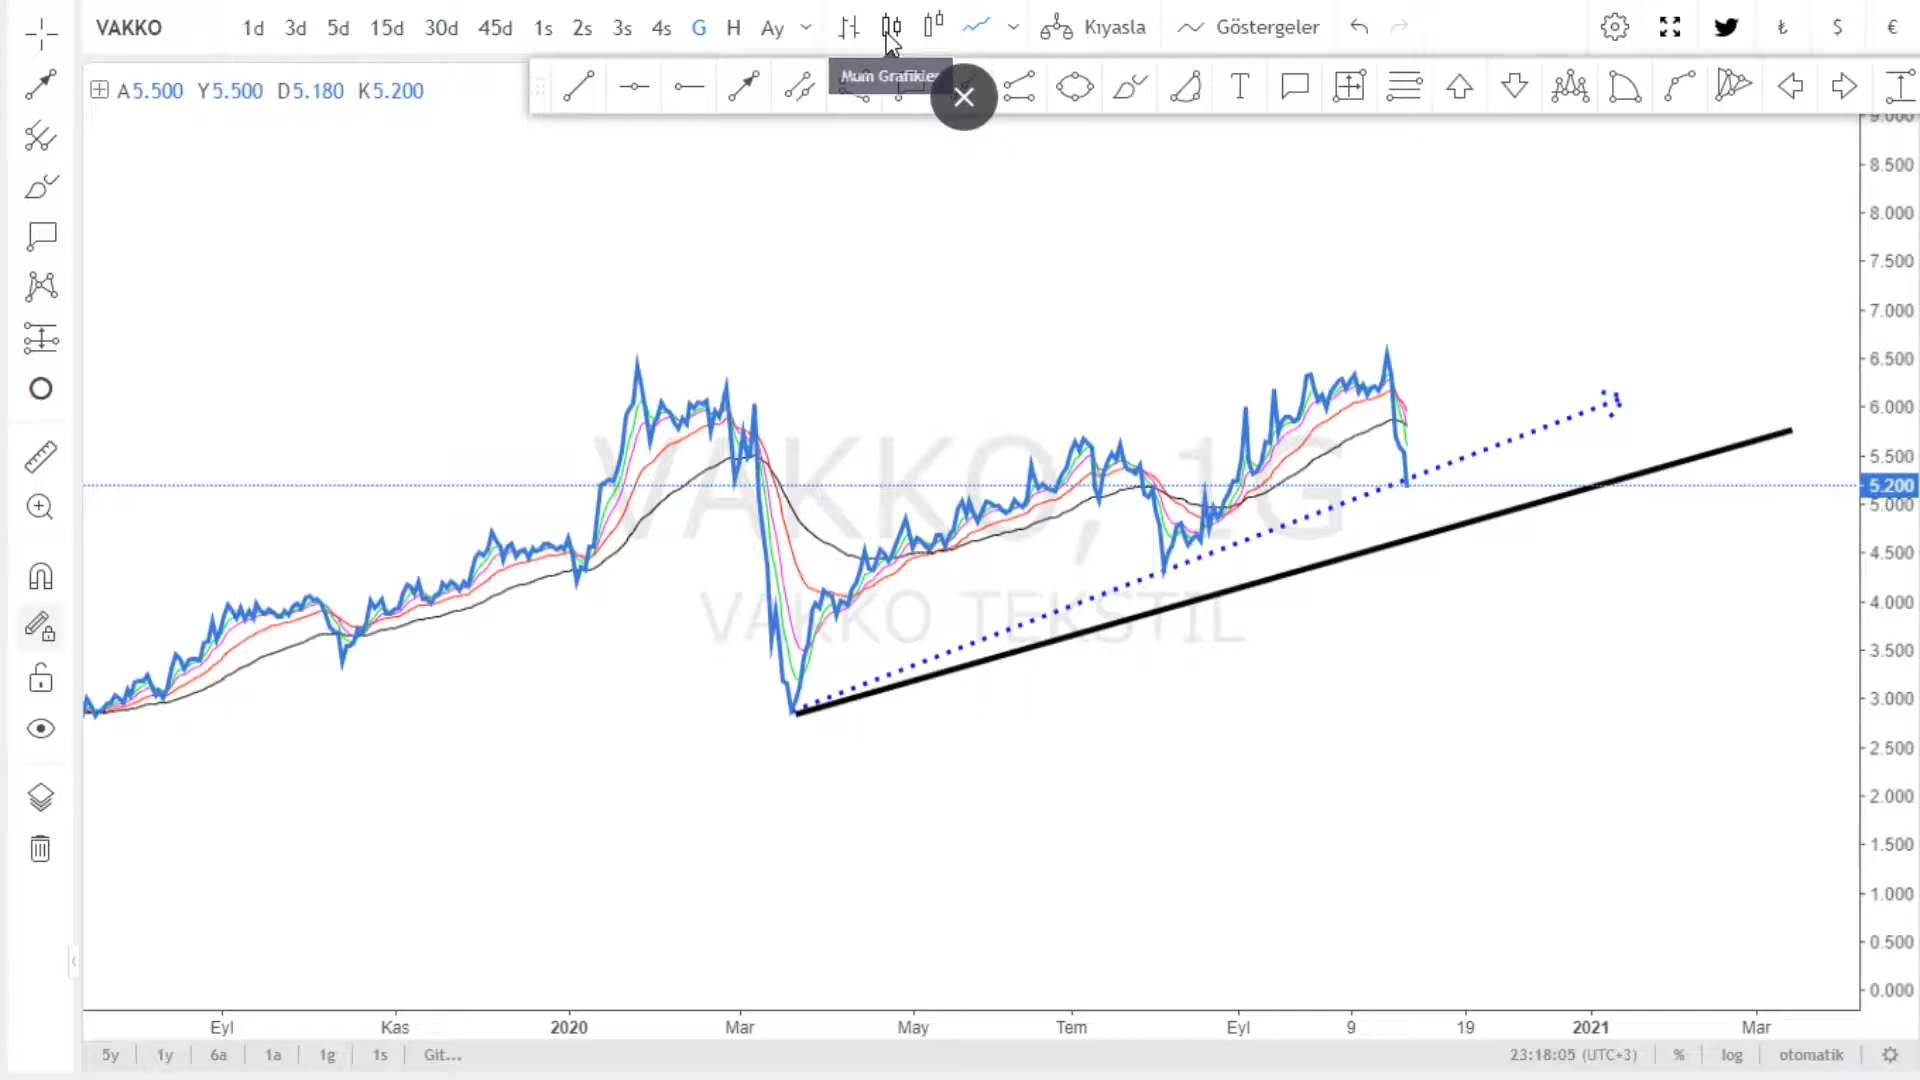 VAKKO 1d 3d 5d 15d 30d 45d 1s 2s 3s 4s G H Ay Kıyasla Göstergeler ₺ $ €
Mum Grafikler
A5.500 Y5.500 D5.180 K5.200
T
9.000
8.500
8.000
7.500
7.000
6.500
6.000
5.500
5.200
5.000
4.500
4.000
3.500
3.000
2.500
2.000
1.500
1.000
0.500
0.000
VAKKO, 1G
VAKKO TEKSTİL
Eyl Kas 2020 Mar May Tem Eyl 9 19 2021 Mar
5y 1y 6a 1a 1g 1s Git... 23:18:05 (UTC+3) % log otomatik